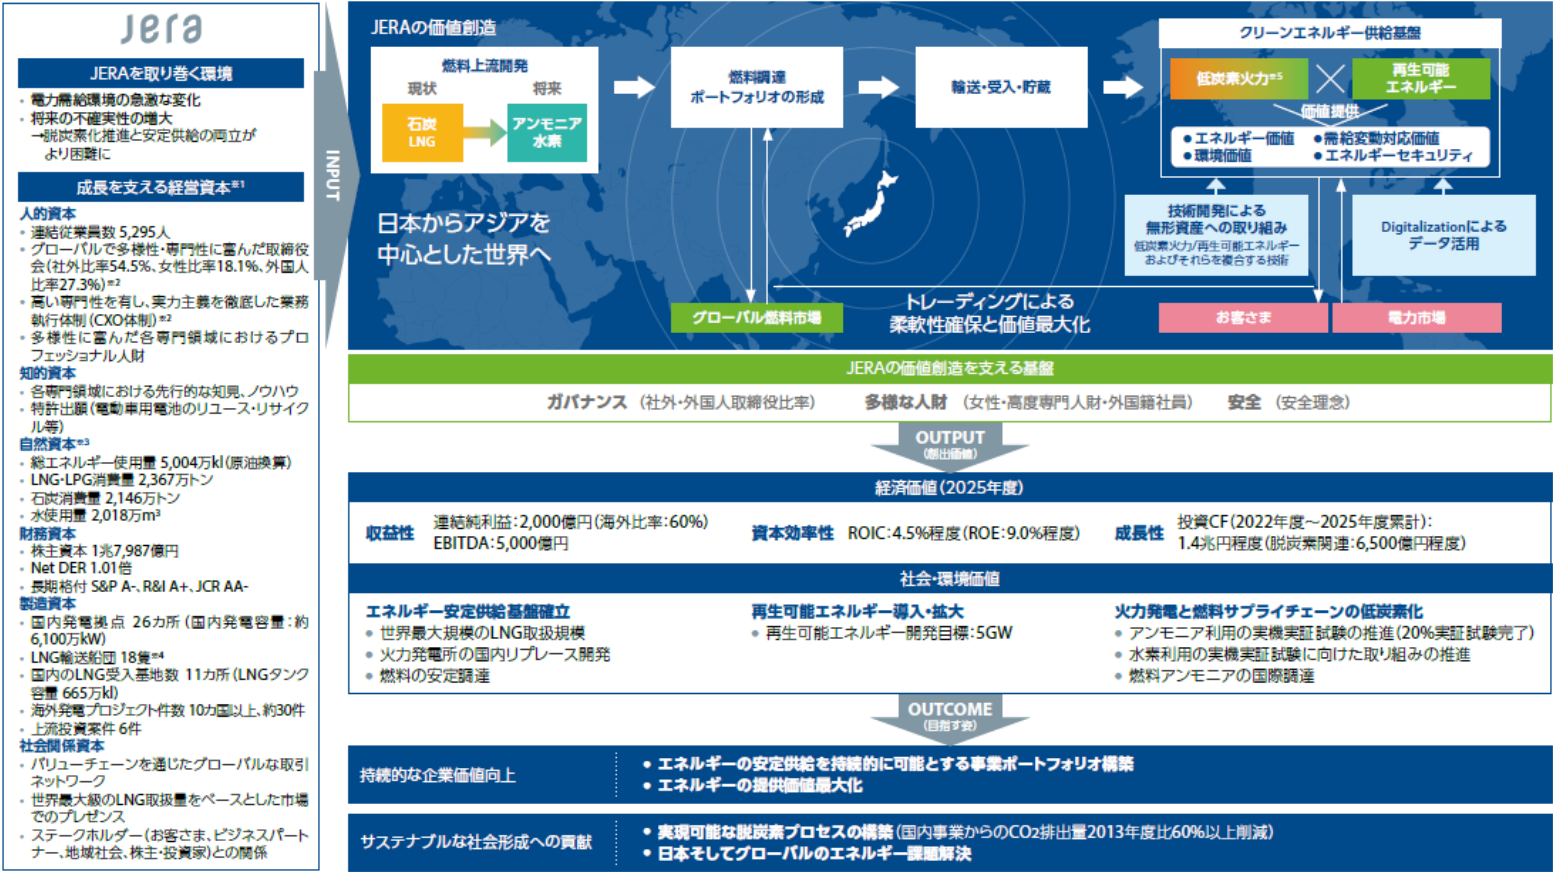 jera
JERAを取り巻く環境
・電力需給環境の急激な変化
・将来の不確実性の増大
→脱炭素化推進と安定供給の両立が
より困難に
成長を支える経営資本※1
人的資本
・連結従業員数 5,295人
・グローバルで多様性・専門性に富んだ取締役
会(社外比率54.5%、女性比率18.1%、外国人
比率27.3%)※2
・高い専門性を有し、実力主義を徹底した業務
執行体制(CXO体制)※2
・多様性に富んだ各専門領域におけるプロ
フェッショナル人財
知的資本
・各専門領域における先行的な知見、ノウハウ
・特許出願(電動車用電池のリユース・リサイク
ル等)
自然資本※3
・総エネルギー使用量 5,004万kl(原油換算)
・LNG・LPG消費量 2,367万トン
・石炭消費量 2,146万トン
・水使用量 2,018万m³
財務資本
・株主資本 1兆7,987億円
・Net DER 1.01倍
・長期格付 S&P A-、R&I A+、JCR AA-
製造資本
・国内発電拠点 26カ所(国内発電容量:約
6,100万kW)
・LNG輸送船団 18隻※4
・国内のLNG受入基地数 11カ所(LNGタンク
容量 665万kl)
・海外発電プロジェクト件数 10カ国以上、約30件
・上流投資案件 6件
社会関係資本
・バリューチェーンを通じたグローバルな取引
ネットワーク
・世界最大級のLNG取扱量をベースとした市場
でのプレゼンス
・ステークホルダー(お客さま、ビジネスパート
ナー、地域社会、株主・投資家)との関係
INPUT
JERAの価値創造
燃料上流開発
現状 将来
石炭
LNG
アンモニア
水素
燃料調達
ポートフォリオの形成
輸送・受入・貯蔵
クリーンエネルギー供給基盤
低炭素火力※5
再生可能
エネルギー
価値提供
●エネルギー価値 ●需給変動対応価値
●環境価値 ●エネルギーセキュリティ
日本からアジアを
中心とした世界へ
技術開発による
無形資産への取り組み
低炭素火力/再生可能エネルギー
およびそれらを複合する技術
Digitalizationによる
データ活用
トレーディングによる
柔軟性確保と価値最大化
グローバル燃料市場
お客さま
電力市場
JERAの価値創造を支える基盤
ガバナンス (社外・外国人取締役比率) 多様な人財 (女性・高度専門人財・外国籍社員) 安全 (安全理念)
OUTPUT
(創出価値)
経済価値(2025年度)
収益性
連結純利益:2,000億円(海外比率:60%)
EBITDA:5,000億円
資本効率性 ROIC:4.5%程度(ROE:9.0%程度)
成長性
投資CF(2022年度〜2025年度累計):
1.4兆円程度(脱炭業関連:6,500億円程度)
社会・環境価値
エネルギー安定供給基盤確立
● 世界最大規模のLNG取扱規模
● 火力発電所の国内リプレース開発
● 燃料の安定調達
再生可能エネルギー導入・拡大
● 再生可能エネルギー開発目標:5GW
火力発電と燃料サプライチェーンの低炭素化
● アンモニア利用の実機実証試験の推進(20%実証試験完了)
● 水業利用の実機実証試験に向けた取り組みの推進
● 燃料アンモニアの国際調達
OUTCOME
(目指す姿)
持続的な企業価値向上
● エネルギーの安定供給を持続的に可能とする事業ポートフォリオ構築
● エネルギーの提供価値最大化
サステナブルな社会形成への貢献
● 実現可能な脱炭素プロセスの構築(国内事業からのCO2排出量2013年度比60%以上削減)
● 日本そしてグローバルのエネルギー課題解決